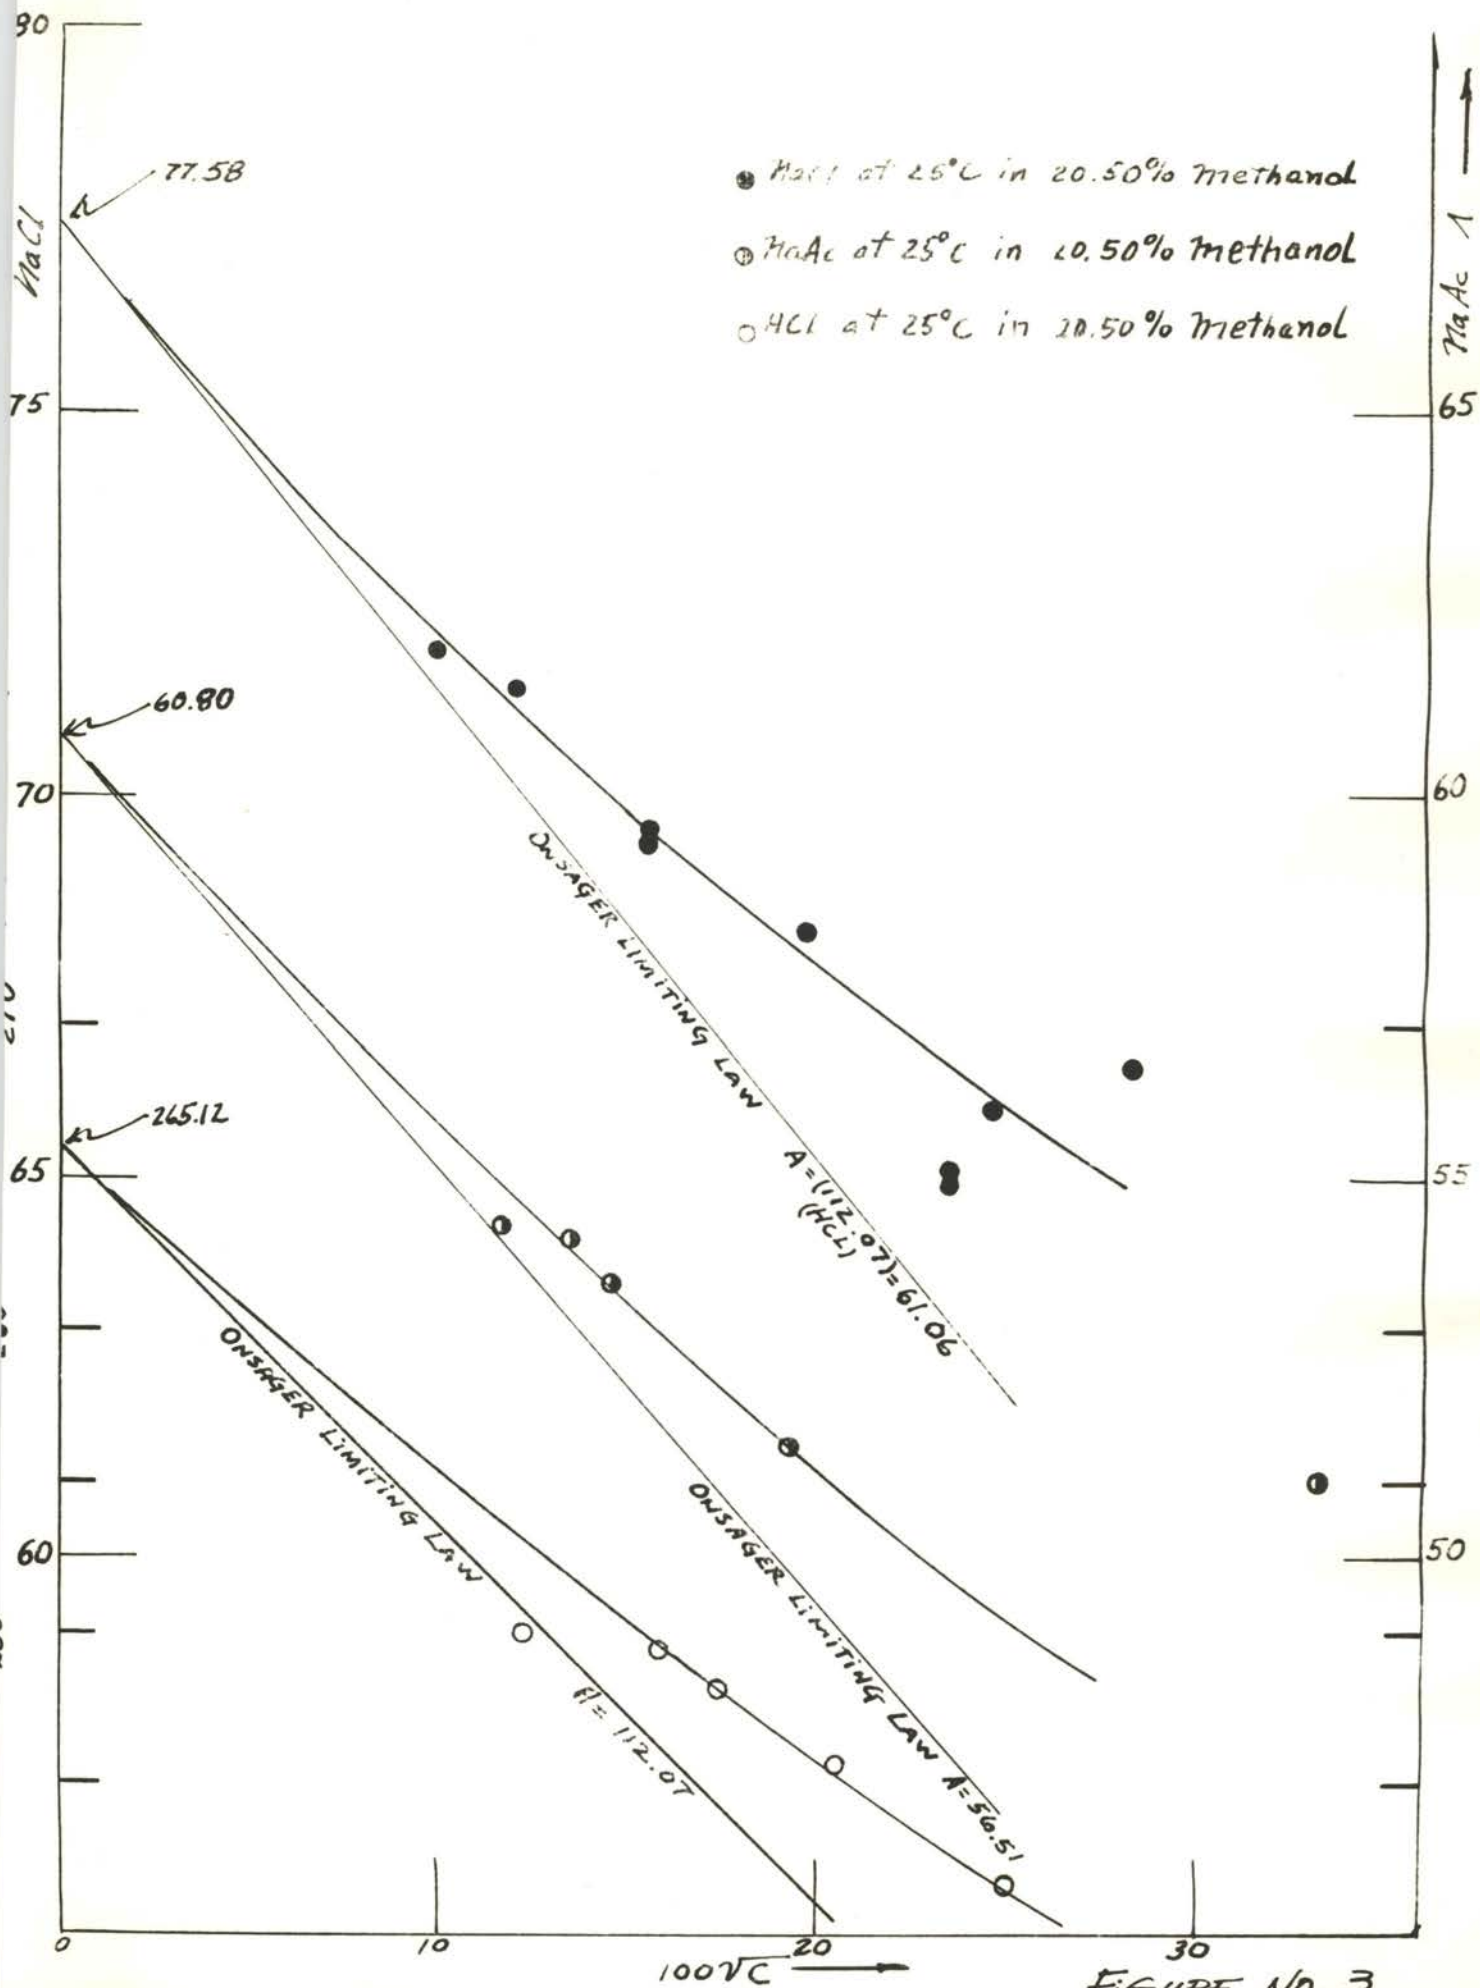 80
77.58
NaCl
NaCl at 25°C in 20.50% Methanol
NaAc at 25°C in 20.50% Methanol
HCl at 25°C in 20.50% Methanol
NaAc Λ
75
65
60.80
70
60
ONSAGER LIMITING LAW A=(112.07)=61.06
(HCL)
270
265.12
65
55
ONSAGER LIMITING LAW A=112.07
ONSAGER LIMITING LAW A=56.51
60
50
0
10
20
30
100√C
FIGURE NO. 3